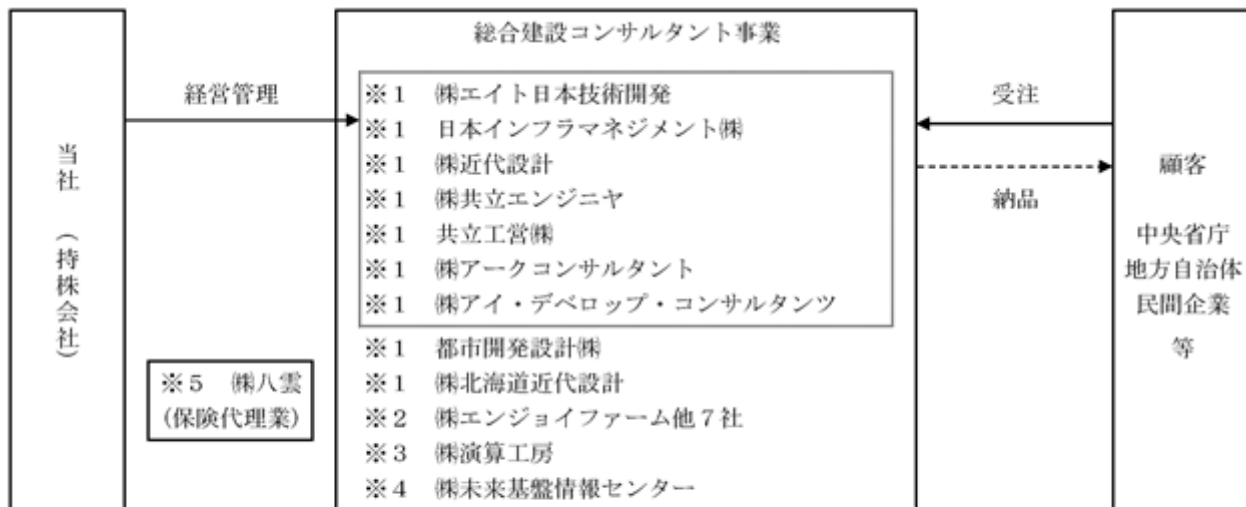 総合建設コンサルタント事業
経営管理
当社 (持株会社)
※1 ㈱エイト日本技術開発
※1 日本インフラマネジメント㈱
※1 ㈱近代設計
※1 ㈱共立エンジニヤ
※1 共立工営㈱
※1 ㈱アークコンサルタント
※1 ㈱アイ・デベロップ・コンサルタンツ
※1 都市開発設計㈱
※1 ㈱北海道近代設計
※2 ㈱エンジョイファーム他7社
※3 ㈱演算工房
※4 ㈱未来基盤情報センター
※5 ㈱八雲
(保険代理業)
受注
納品
顧客
中央省庁
地方自治体
民間企業
等